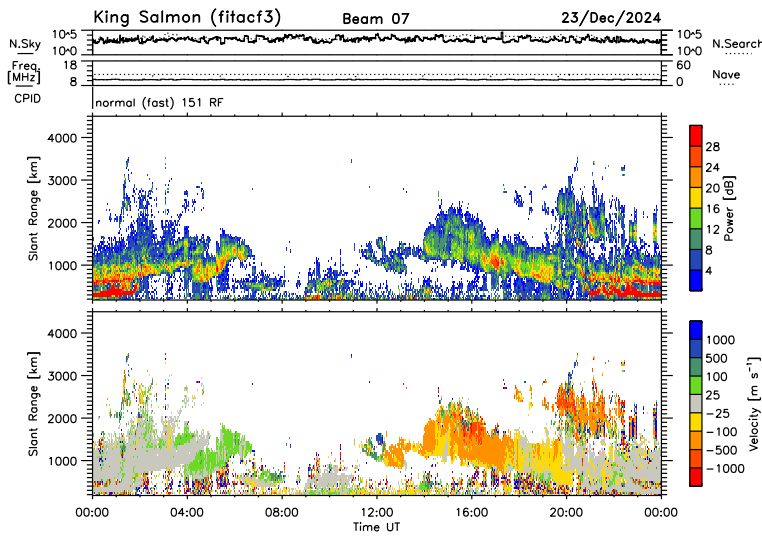 King Salmon (fitacf3) Beam 07 23/Dec/2024
N.Sky 10^5 10^0 10^5 10^0 N.Search
Freq. [MHz] 18 8 60 0 Nave
CPID normal (fast) 151 RF
Slant Range [km]
4000
3000
2000
1000
Power [dB]
28
24
20
16
12
8
4
Slant Range [km]
4000
3000
2000
1000
Velocity [m s⁻¹]
1000
500
100
25
-25
-100
-500
-1000
00:00 04:00 08:00 12:00 16:00 20:00 00:00
Time UT